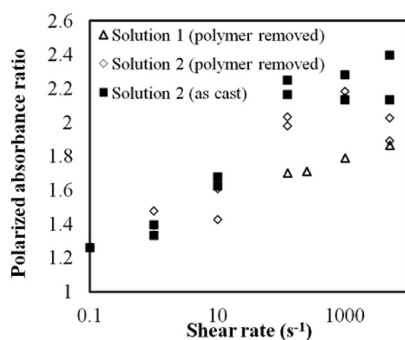 2.6
2.4
2.2
2
1.8
1.6
1.4
1.2
1
Polarized absorbance ratio
Solution 1 (polymer removed)
Solution 2 (polymer removed)
Solution 2 (as cast)
0.1
10
1000
Shear rate (s⁻¹)